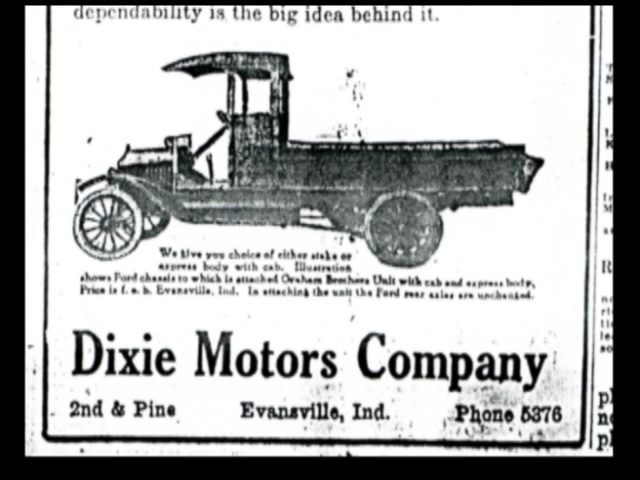 dependability is the big idea behind it.
We give you choice of either stake or
express body with cab. Illustration
shows Ford chassis to which is attached Graham Brothers Unit with cab and express body,
Price is f. o. b. Evansville, Ind. In attaching the unit the Ford rear axles are unchanged.
Dixie Motors Company
2nd & Pine Evansville, Ind. Phone 5376